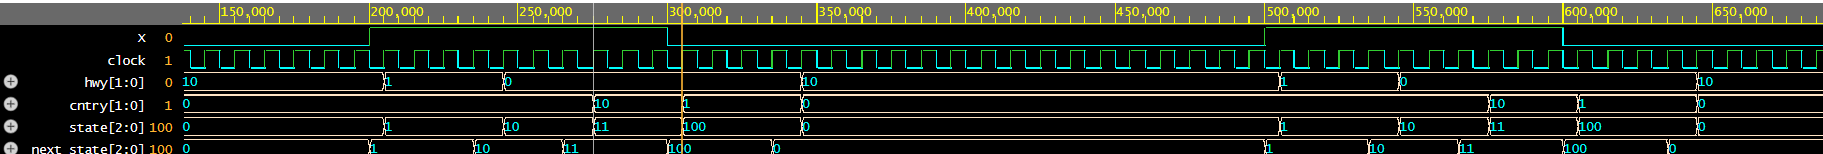 150,000 200,000 250,000 300,000 350,000 400,000 450,000 500,000 550,000 600,000 650,000
X 0
clock 1
hwy[1:0] 0 10 1 0 10 1 0 10
cntry[1:0] 1 0 10 1 0 10 1 0
state[2:0] 100 0 1 10 11 100 0 1 10 11 100 0
next_state[2:0] 100 1 10 11 100 0 1 10 11 100 0